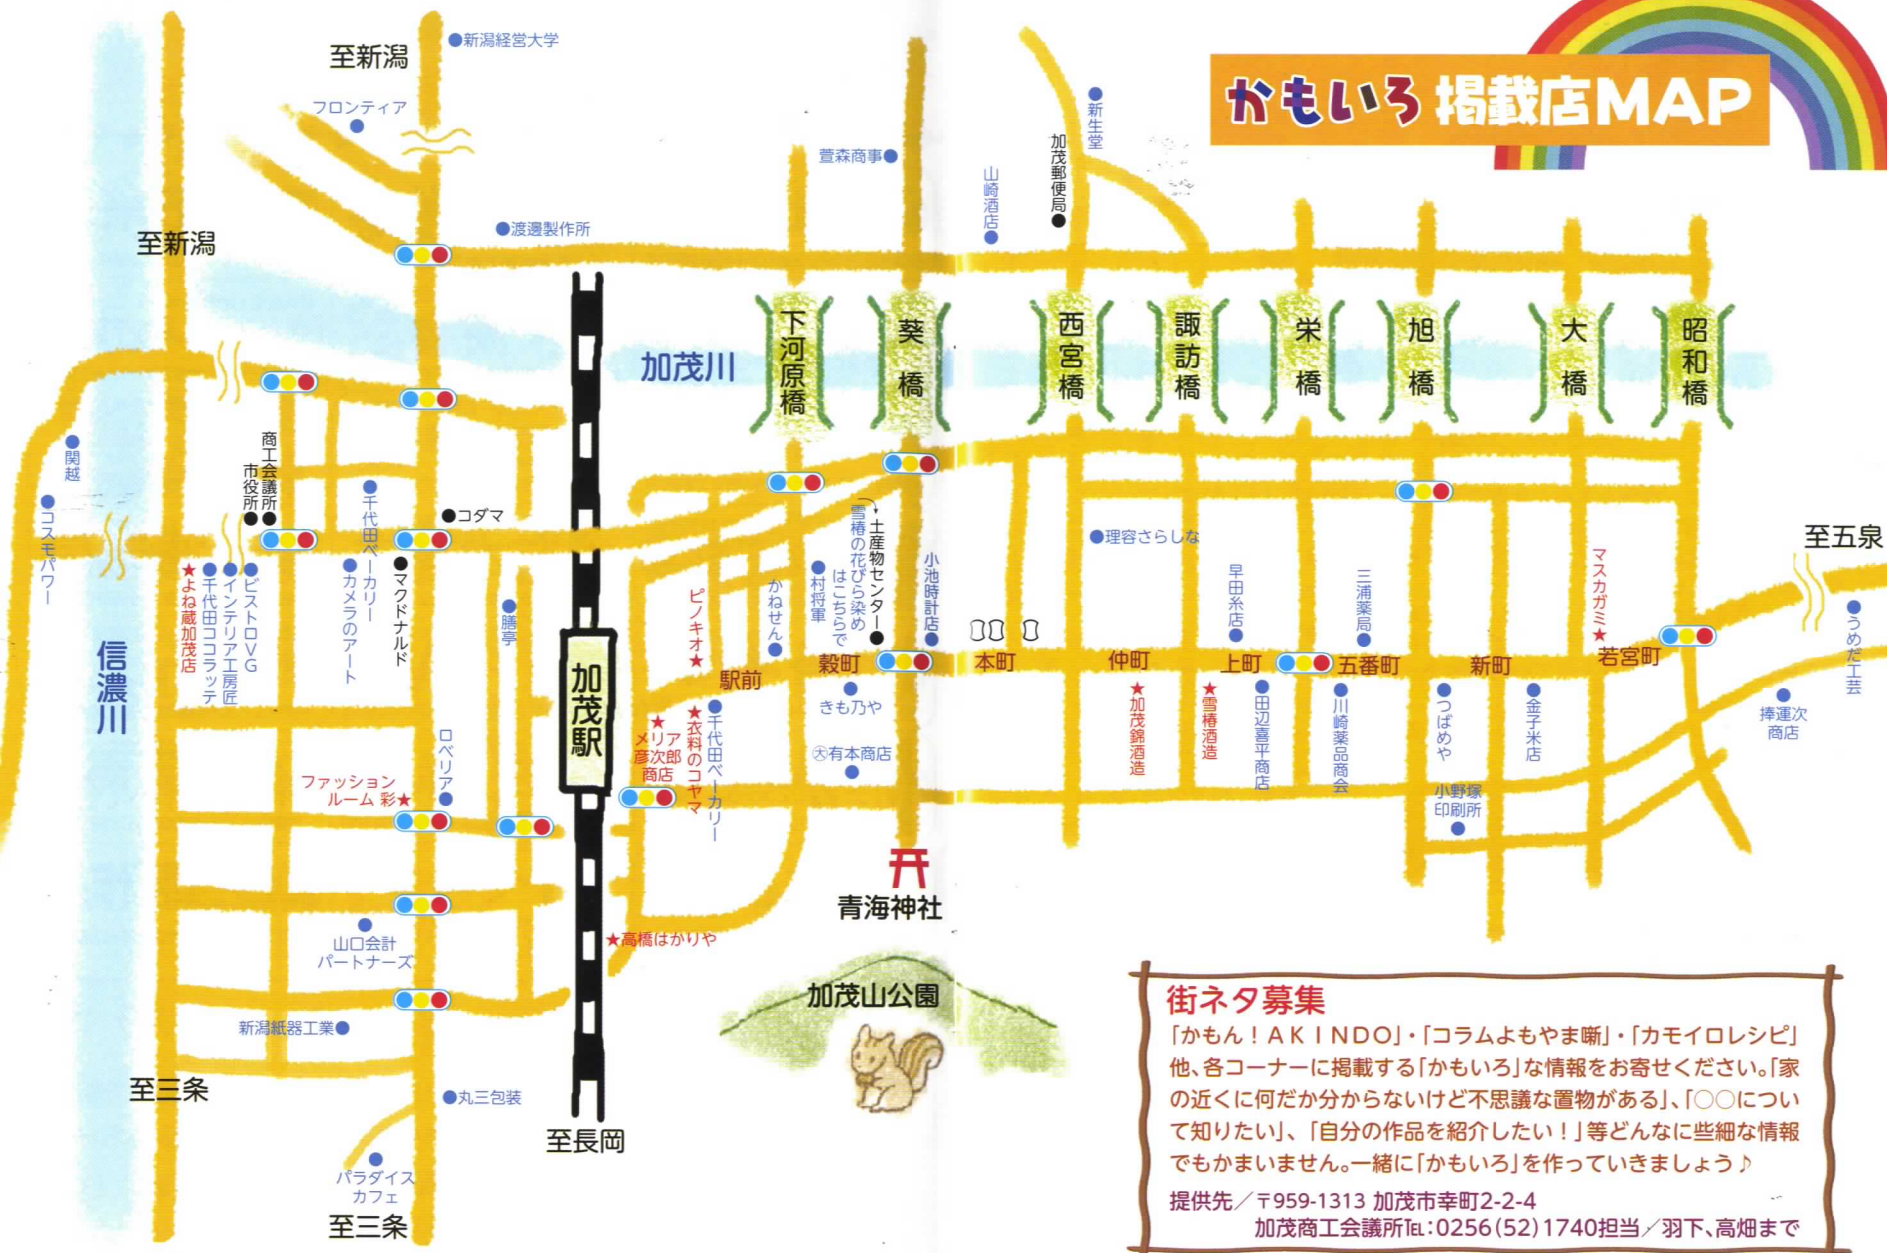 かもいろ 掲載店MAP
至新潟
新潟経営大学
フロンティア
至新潟
渡邊製作所
萱森商事
山崎酒店
加茂郵便局
新生堂
加茂川
下河原橋
葵橋
西宮橋
諏訪橋
栄橋
旭橋
大橋
昭和橋
関越
コスモパワー
商工会議所
市役所
千代田ベーカリー
コダマ
カメラのアート
マクドナルド
★よね蔵加茂店
千代田ココラッテ
インテリア工房匠
ビストロVG
膳亭
信濃川
加茂駅
ピノキオ★
かねせん
村将軍
雪椿の花びら染め
はこちらで
土産物センター
小池時計店
理容さらしな
早田糸店
三浦薬局
マスカガミ★
至五泉
うめだ工芸
捧運次
商店
駅前
穀町
本町
仲町
上町
五番町
新町
若宮町
きも乃や
㊅有本商店
★加茂錦酒造
★雪椿酒造
田辺喜平商店
川崎薬品商会
つばめや
金子米店
小野塚
印刷所
★
メリア
彦次郎
商店
★衣料のコヤマ
千代田ベーカリー
ロベリア
ファッション
ルーム 彩★
★高橋はかりや
青海神社
加茂山公園
山口会計
パートナーズ
新潟紙器工業
至三条
丸三包装
至長岡
パラダイス
カフェ
至三条
街ネタ募集
「かもん！ＡＫＩＮＤＯ」・「コラムよもやま噺」・「カモイロレシピ」
他、各コーナーに掲載する「かもいろ」な情報をお寄せください。「家
の近くに何だか分からないけど不思議な置物がある」、「○○につい
て知りたい」、「自分の作品を紹介したい！」等どんなに些細な情報
でもかまいません。一緒に「かもいろ」を作っていきましょう♪
提供先／〒959-1313 加茂市幸町2-2-4
加茂商工会議所℡：0256(52)1740担当／羽下、高畑まで